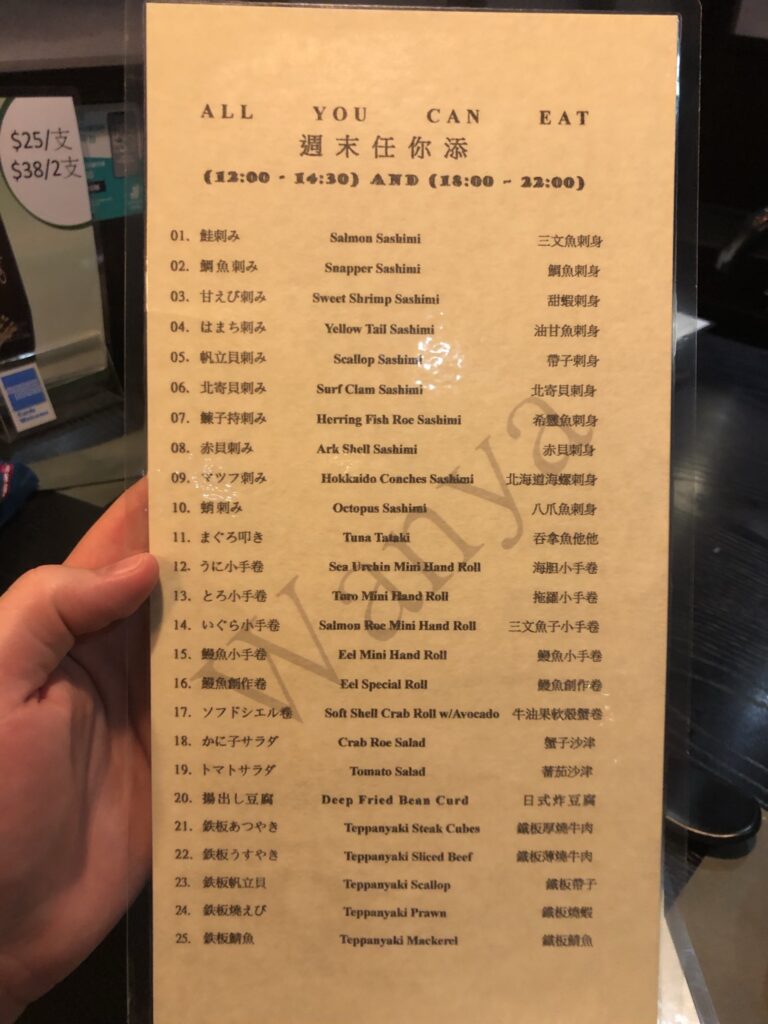 ALL YOU CAN EAT
週末任你添
(12:00 - 14:30) AND (18:00 - 22:00)
$25/支
$38/2支
01. 鮭刺み Salmon Sashimi 三文魚刺身
02. 鯛魚刺み Snapper Sashimi 鯛魚刺身
03. 甘えび刺み Sweet Shrimp Sashimi 甜蝦刺身
04. はまち刺み Yellow Tail Sashimi 油甘魚刺身
05. 帆立貝刺み Scallop Sashimi 帶子刺身
06. 北寄貝刺み Surf Clam Sashimi 北寄貝刺身
07. 鰊子持刺み Herring Fish Roe Sashimi 希靈魚刺身
08. 赤貝刺み Ark Shell Sashimi 赤貝刺身
09. マツフ刺み Hokkaido Conches Sashimi 北海道海螺刺身
10. 蛸刺み Octopus Sashimi 八爪魚刺身
11. まぐろ叩き Tuna Tataki 吞拿魚他他
12. うに小手卷 Sea Urchin Mini Hand Roll 海胆小手卷
13. とろ小手卷 Toro Mini Hand Roll 拖羅小手卷
14. いぐら小手卷 Salmon Roe Mini Hand Roll 三文魚子小手卷
15. 鰻魚小手卷 Eel Mini Hand Roll 鰻魚小手卷
16. 鰻魚創作卷 Eel Special Roll 鰻魚創作卷
17. ソフドシエル卷 Soft Shell Crab Roll w/Avocado 牛油果軟殼蟹卷
18. かに子サラダ Crab Roe Salad 蟹子沙津
19. トマトサラダ Tomato Salad 蕃茄沙津
20. 揚出し豆腐 Deep Fried Bean Curd 日式炸豆腐
21. 鉄板あつやき Teppanyaki Steak Cubes 鐵板厚燒牛肉
22. 鉄板うすやき Teppanyaki Sliced Beef 鐵板薄燒牛肉
23. 鉄板帆立貝 Teppanyaki Scallop 鐵板帶子
24. 鉄板燒えび Teppanyaki Prawn 鐵板燒蝦
25. 鉄板鯖魚 Teppanyaki Mackerel 鐵板鯖魚
Wanya
Cards
Welcome